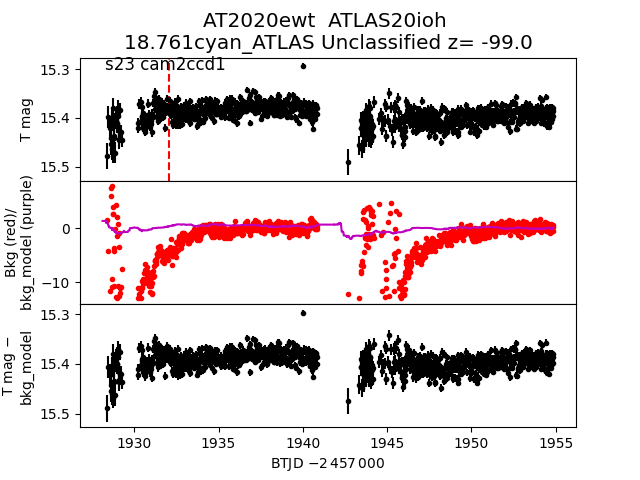 AT2020ewt  ATLAS20ioh
18.761cyan_ATLAS Unclassified z= -99.0
s23 cam2ccd1
15.3
15.4
15.5
T mag
0
−10
Bkg (red)/
bkg_model (purple)
15.3
15.4
15.5
T mag −
bkg_model
1930
1935
1940
1945
1950
1955
BTJD −2 457 000